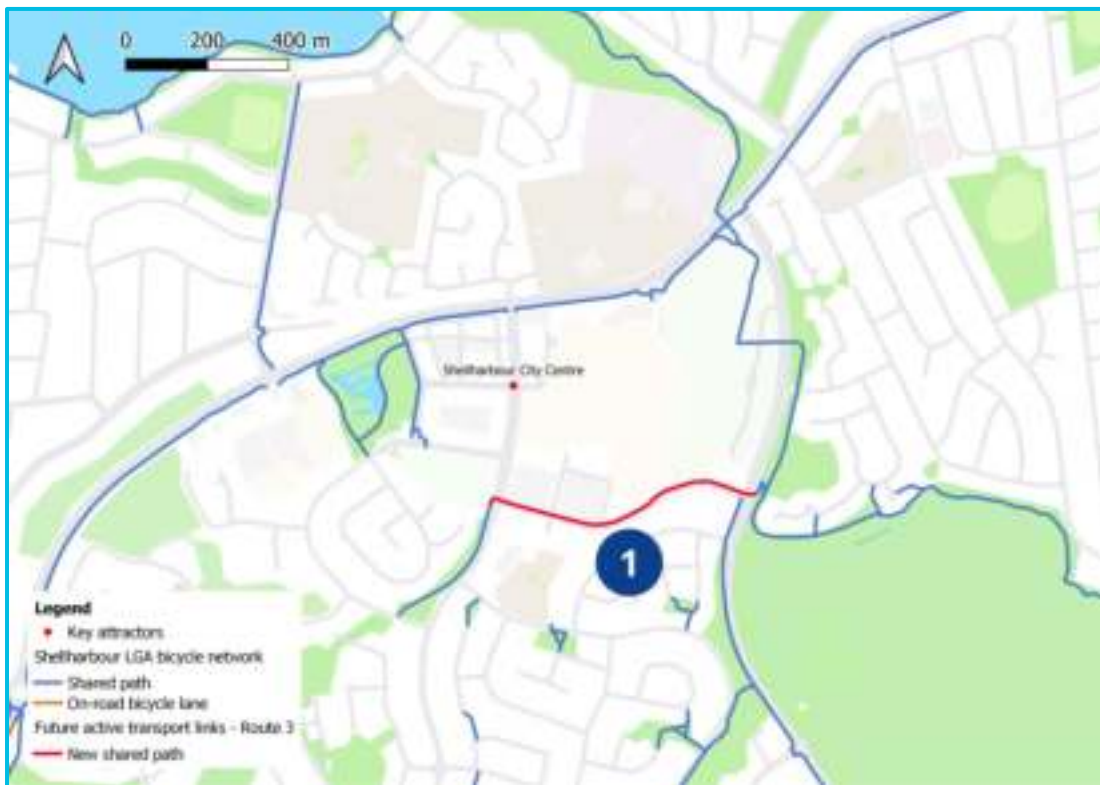 0 200 400 m
Shellharbour City Centre
1
Legend
Key attractors
Shellharbour LGA bicycle network
Shared path
On-road bicycle lane
Future active transport links - Route 3
New shared path